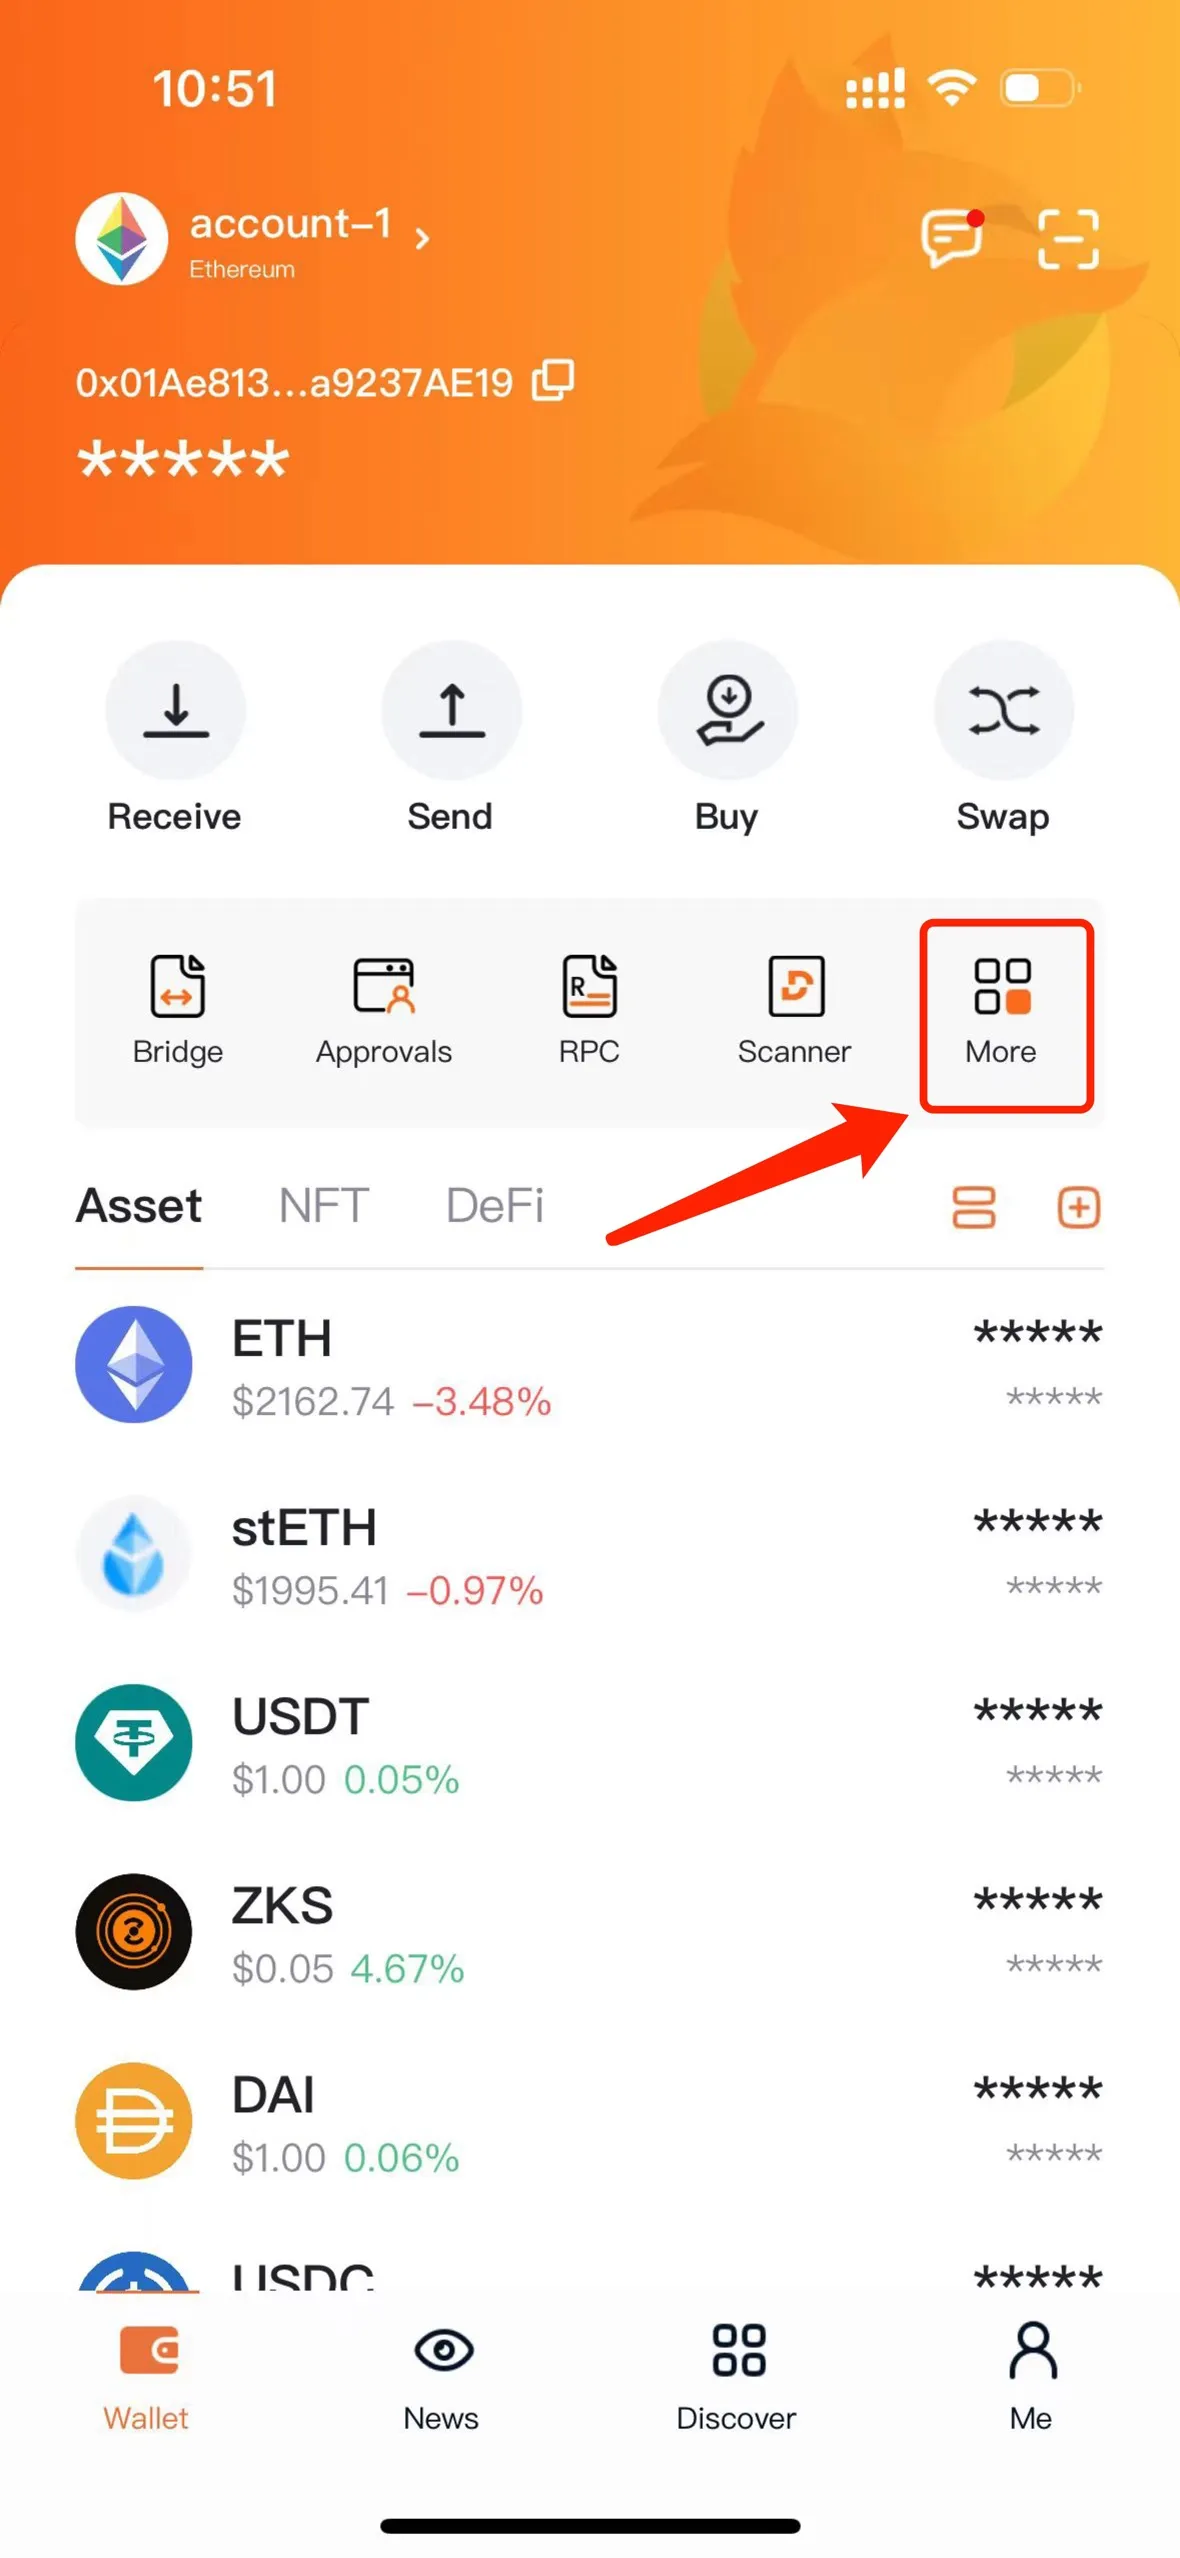 10:51
account-1
Ethereum
0x01Ae813...a9237AE19
*****
Receive Send Buy Swap
R
Bridge Approvals RPC Scanner More
Asset NFT DeFi
ETH *****
$2162.74 -3.48% *****
stETH *****
$1995.41 -0.97% *****
USDT *****
$1.00 0.05% *****
ZKS *****
$0.05 4.67% *****
DAI *****
$1.00 0.06% *****
USDC *****
Wallet News Discover Me